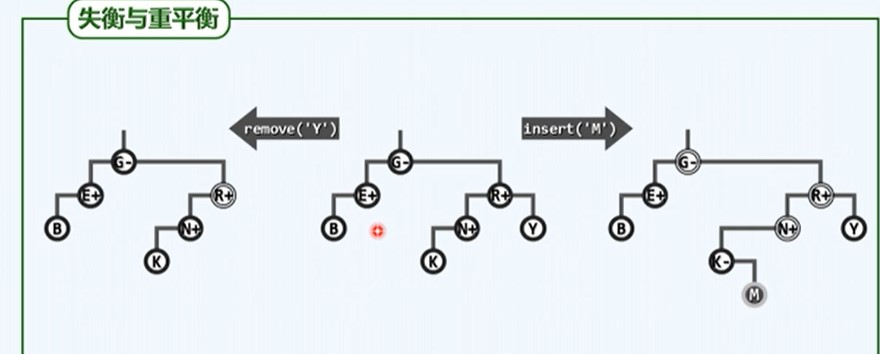 失衡与重平衡
remove('Y') insert('M')
G- G- G-
E+ R+ E+ R+ E+ R+
B N+ B N+ Y B N+ Y
K K K-
M